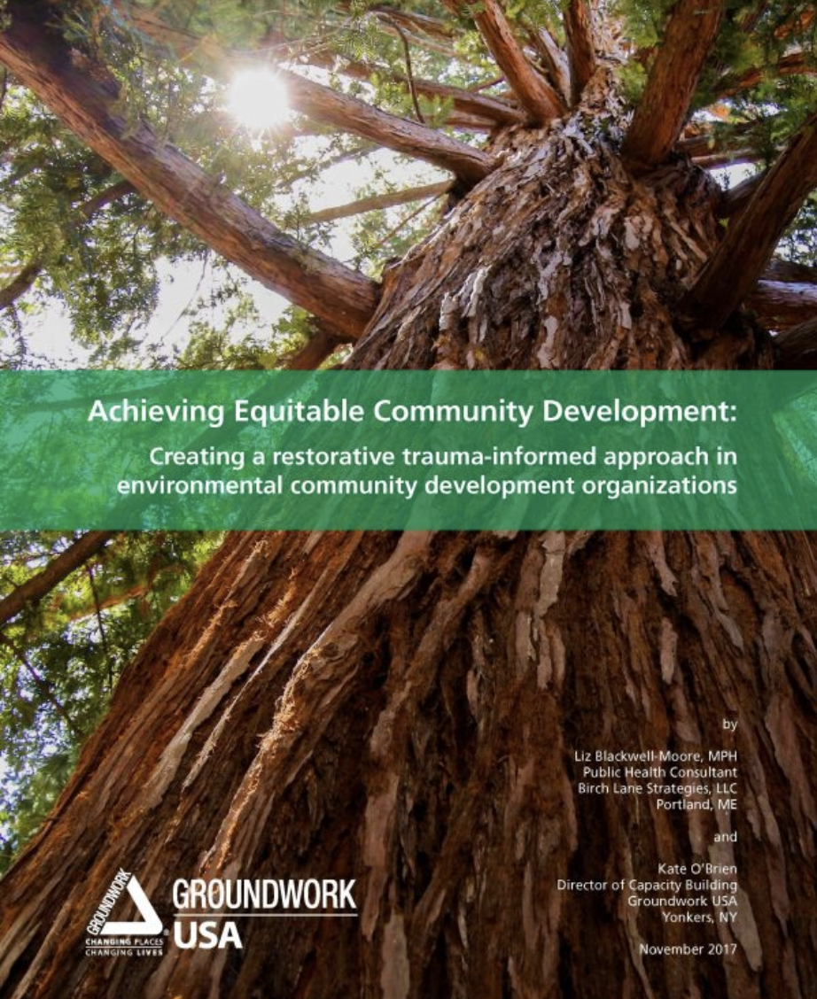 Achieving Equitable Community Development:
Creating a restorative trauma-informed approach in
environmental community development organizations
by
Liz Blackwell-Moore, MPH
Public Health Consultant
Birch Lane Strategies, LLC
Portland, ME
and
Kate O'Brien
Director of Capacity Building
Groundwork USA
Yonkers, NY
November 2017
GROUNDWORK
CHANGING PLACES
CHANGING LIVES
®
GROUNDWORK
USA